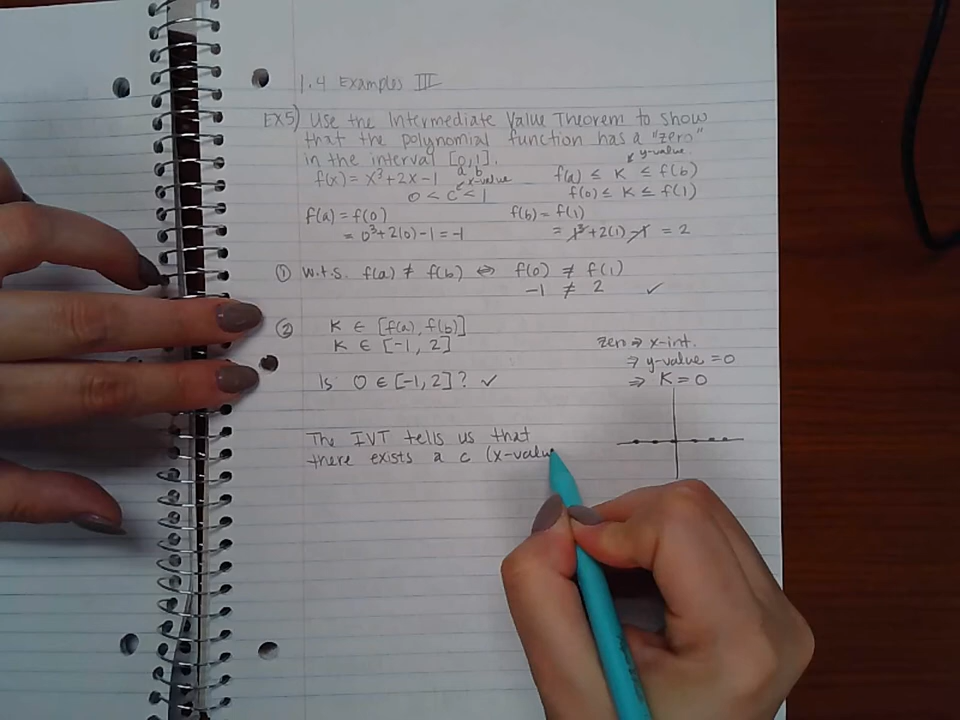 1.4 Examples III
EX5) Use the Intermediate Value Theorem to show
that the polynomial function has a "zero"
in the interval [0,1].
a b
y-value
f(x) = x³+2x-1
x-value
0 < c < 1
f(a) ≤ K ≤ f(b)
f(0) ≤ K ≤ f(1)
f(a) = f(0)
= 0³+2(0)-1 = -1
f(b) = f(1)
= 1³+2(1)-1 = 2
① w.t.s. f(a) ≠ f(b) ⇔ f(0) ≠ f(1)
-1 ≠ 2 ✓
② K ∈ [f(a), f(b)]
K ∈ [-1, 2]
Is 0 ∈ [-1, 2]? ✓
zero ⇒ x-int.
⇒ y-value = 0
⇒ K = 0
The IVT tells us that
there exists a c (x-valu